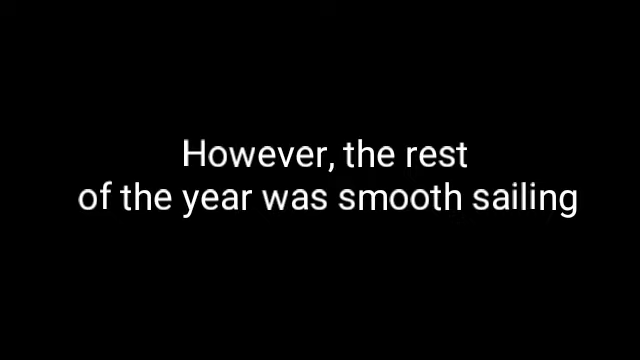 However, the rest
of the year was smooth sailing